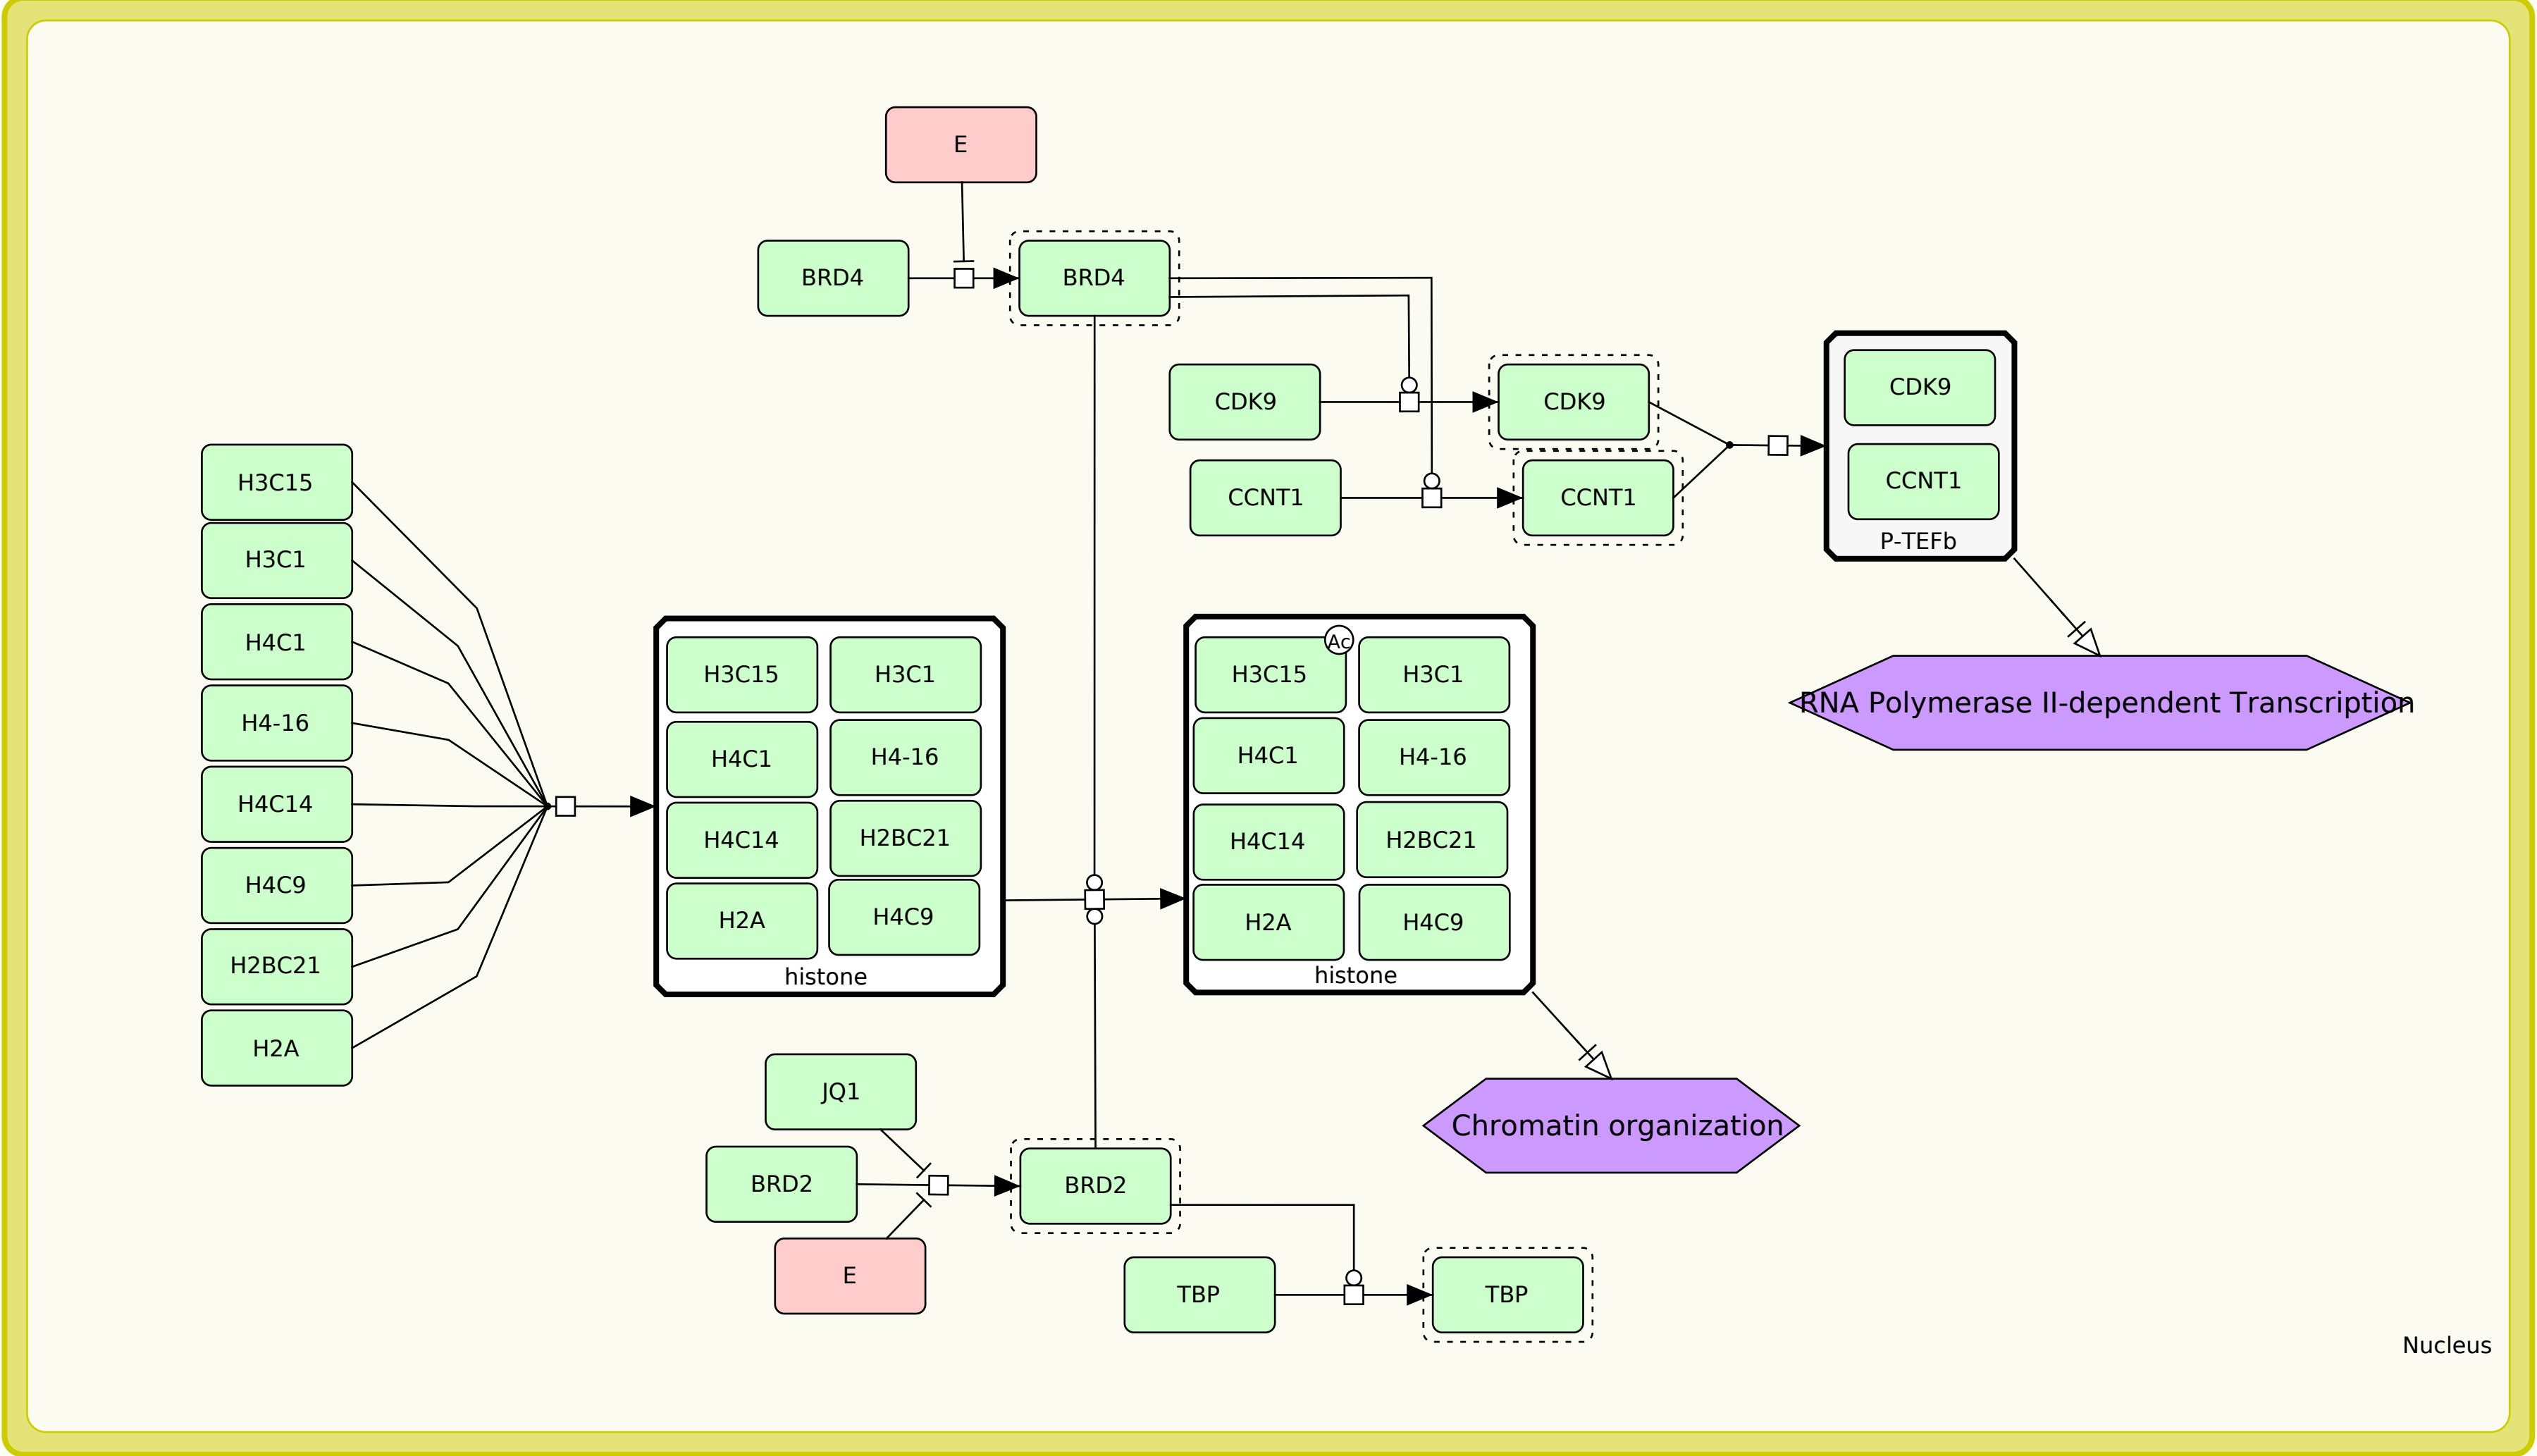 E
BRD4
BRD4
CDK9
CDK9
CCNT1
CCNT1
CDK9
CCNT1
P-TEFb
RNA Polymerase II-dependent Transcription
H3C15
H3C1
H4C1
H4-16
H4C14
H4C9
H2BC21
H2A
H3C15
H3C1
H4C1
H4-16
H4C14
H2BC21
H2A
H4C9
histone
Ac
H3C15
H3C1
H4C1
H4-16
H4C14
H2BC21
H2A
H4C9
histone
Chromatin organization
JQ1
BRD2
BRD2
E
TBP
TBP
Nucleus